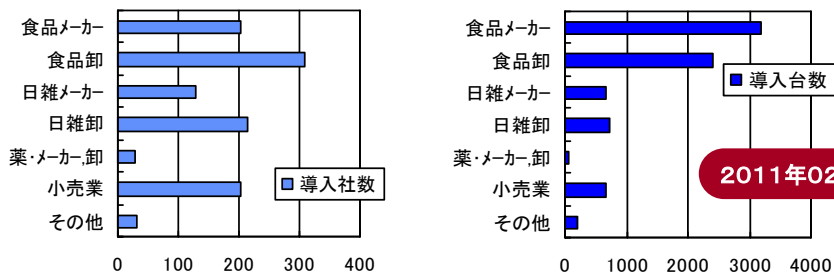 食品メーカー
食品卸
日雑メーカー
日雑卸
薬・メーカー,卸
小売業
その他
導入社数
0 100 200 300 400
食品メーカー
食品卸
日雑メーカー
日雑卸
薬・メーカー,卸
小売業
その他
導入台数
2011年02
0 1000 2000 3000 4000